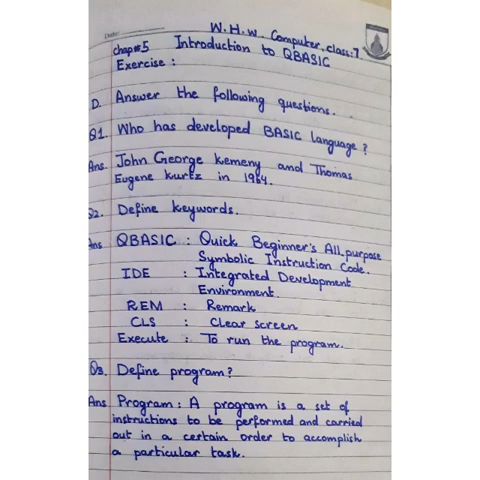 Date:
W.H.W. Computer. class:7
chap#5 Introduction to QBASIC
Exercise :
D. Answer the following questions.
Q1. Who has developed BASIC language?
Ans. John George Kemeny and Thomas
Eugene Kurtz in 1964.
Q2. Define keywords.
Ans QBASIC : Quick Beginner's All purpose
Symbolic Instruction Code.
IDE : Integrated Development
Environment.
REM : Remark
CLS : Clear screen
Execute : To run the program.
Q3. Define program?
Ans Program : A program is a set of
instructions to be performed and carried
out in a certain order to accomplish
a particular task.